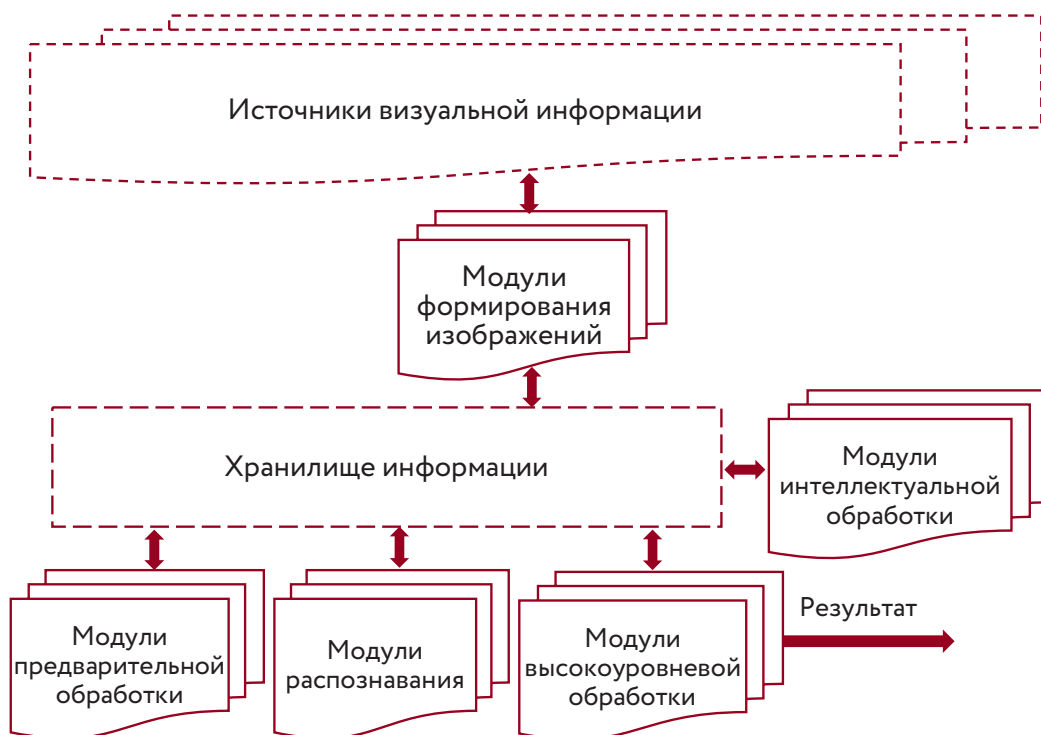 Источники визуальной информации
Модули
формирования
изображений
Хранилище информации
Модули
интеллектуальной
обработки
Модули
предварительной
обработки
Модули
распознавания
Модули
высокоуровневой
обработки
Результат